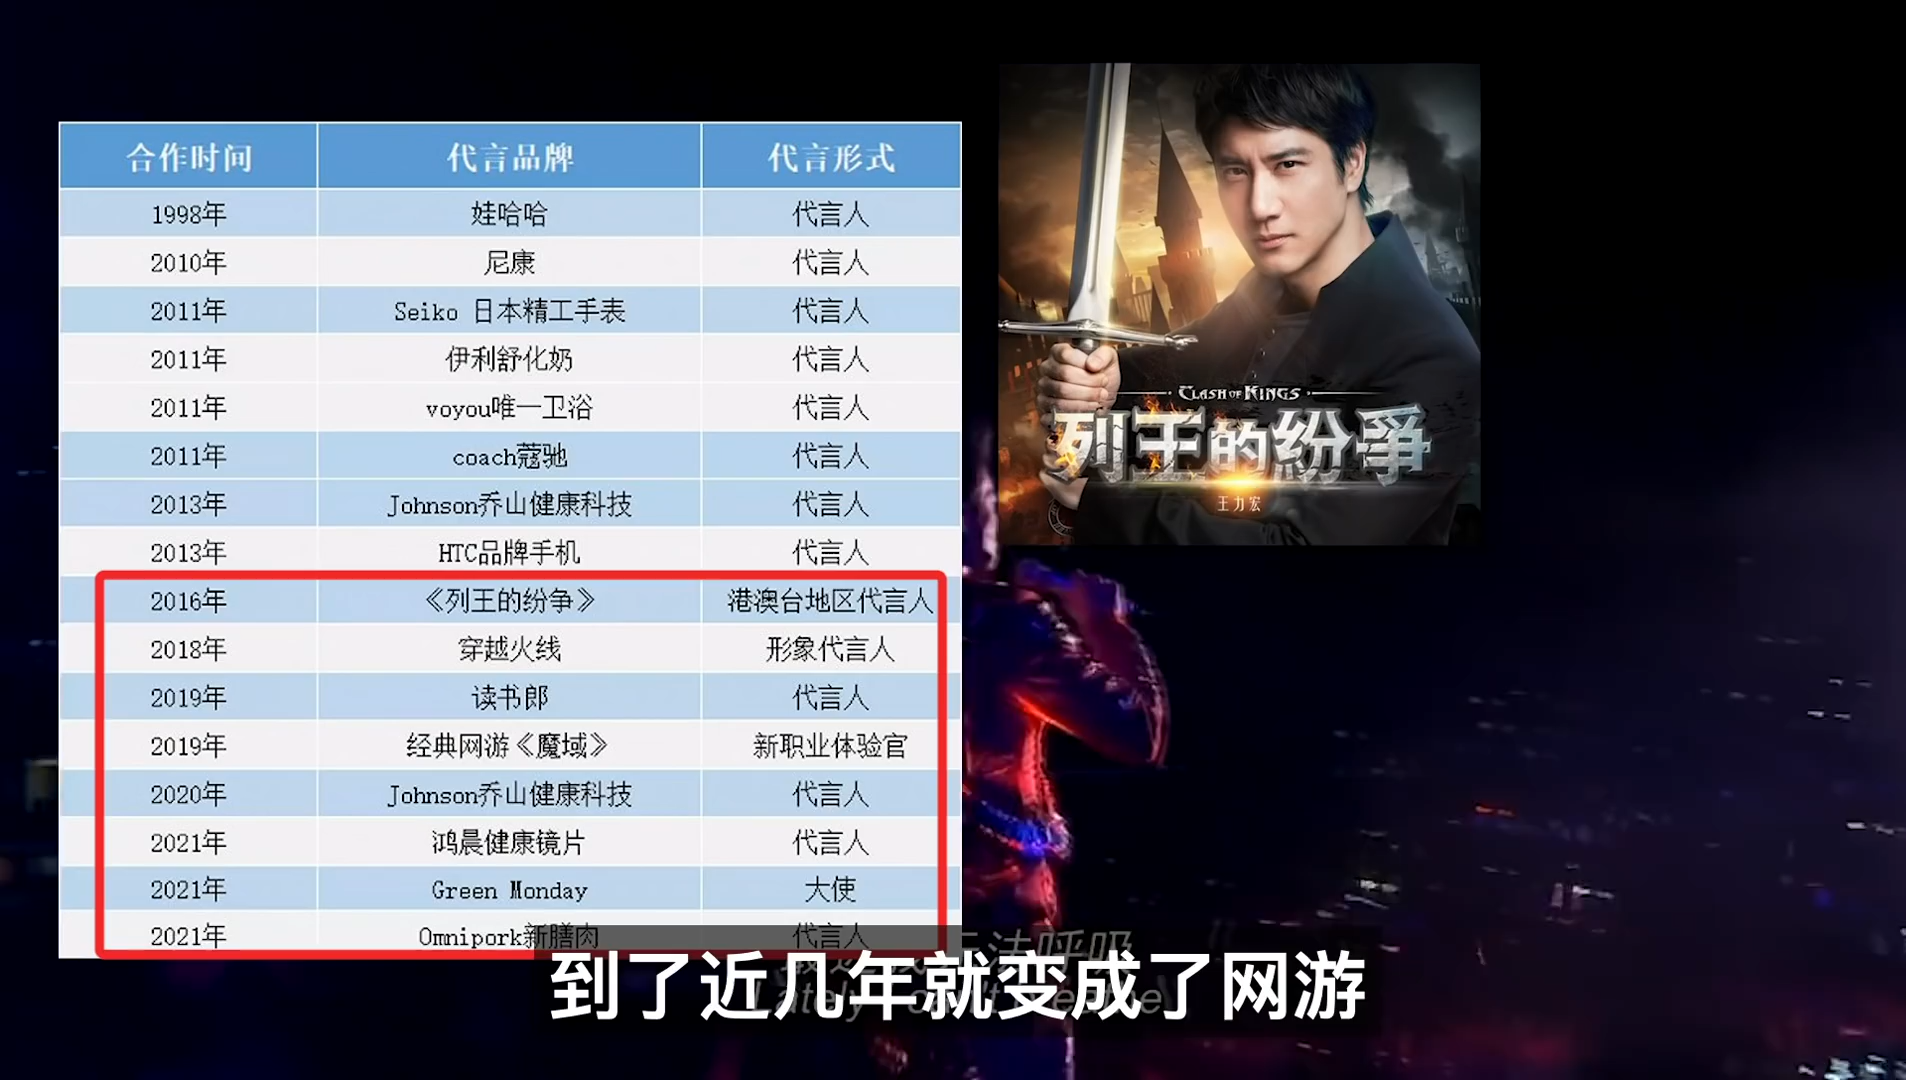 合作时间 代言品牌 代言形式
1998年 娃哈哈 代言人
2010年 尼康 代言人
2011年 Seiko 日本精工手表 代言人
2011年 伊利舒化奶 代言人
2011年 voyou唯一卫浴 代言人
2011年 coach蔻驰 代言人
2013年 Johnson乔山健康科技 代言人
2013年 HTC品牌手机 代言人
2016年 《列王的纷争》 港澳台地区代言人
2018年 穿越火线 形象代言人
2019年 读书郎 代言人
2019年 经典网游《魔域》 新职业体验官
2020年 Johnson乔山健康科技 代言人
2021年 鸿晨健康镜片 代言人
2021年 Green Monday 大使
2021年 Omnipork新膳肉 代言人
CLASH OF KINGS
列王的纷争
王力宏
法呼吸
Lately
到了近几年就变成了网游